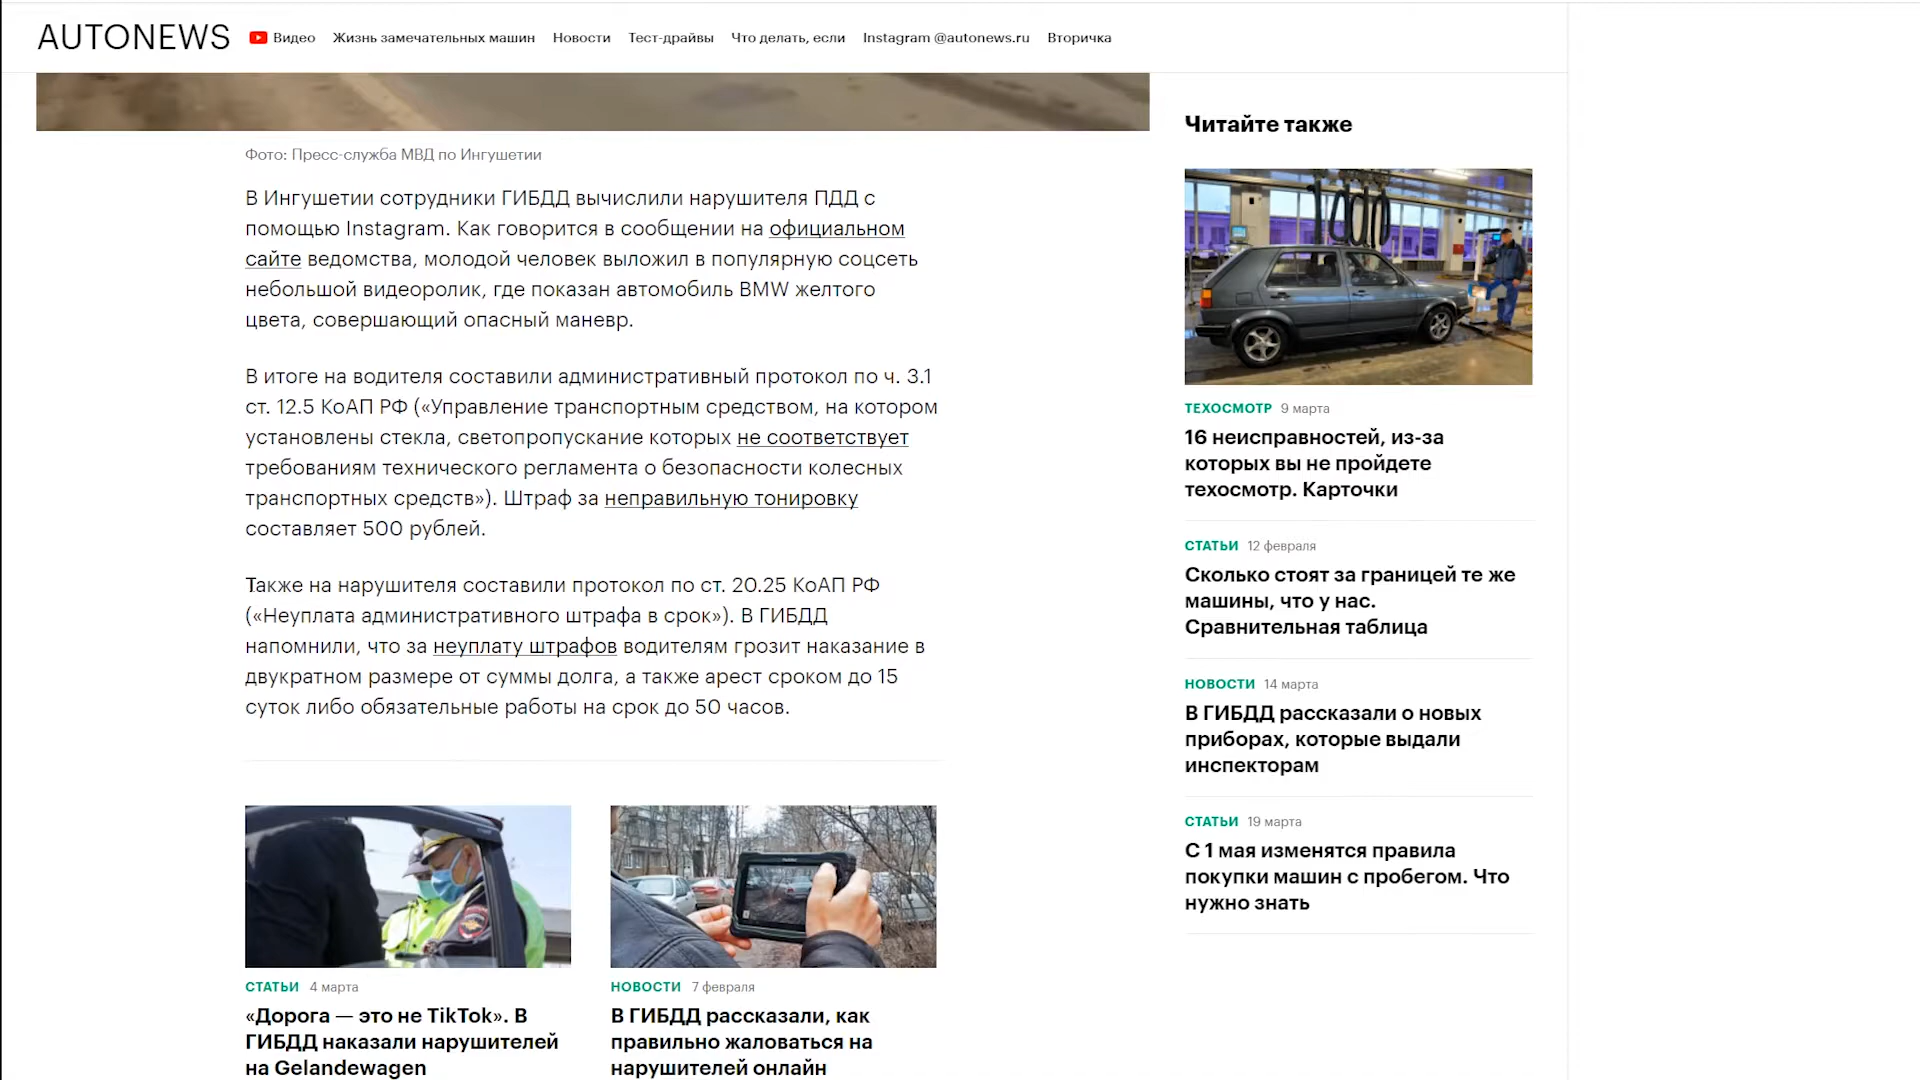 AUTONEWS
Видео
Жизнь замечательных машин
Новости
Тест-драйвы
Что делать, если
Instagram @autonews.ru
Вторичка
Фото: Пресс-служба МВД по Ингушетии
В Ингушетии сотрудники ГИБДД вычислили нарушителя ПДД с
помощью Instagram. Как говорится в сообщении на официальном
сайте ведомства, молодой человек выложил в популярную соцсеть
небольшой видеоролик, где показан автомобиль BMW желтого
цвета, совершающий опасный маневр.
В итоге на водителя составили административный протокол по ч. 3.1
ст. 12.5 КоАП РФ («Управление транспортным средством, на котором
установлены стекла, светопропускание которых не соответствует
требованиям технического регламента о безопасности колесных
транспортных средств»). Штраф за неправильную тонировку
составляет 500 рублей.
Также на нарушителя составили протокол по ст. 20.25 КоАП РФ
(«Неуплата административного штрафа в срок»). В ГИБДД
напомнили, что за неуплату штрафов водителям грозит наказание в
двукратном размере от суммы долга, а также арест сроком до 15
суток либо обязательные работы на срок до 50 часов.
СТАТЬИ 4 марта
«Дорога — это не TikTok». В
ГИБДД наказали нарушителей
на Gelandewagen
НОВОСТИ 7 февраля
В ГИБДД рассказали, как
правильно жаловаться на
нарушителей онлайн
Читайте также
ТЕХОСМОТР 9 марта
16 неисправностей, из-за
которых вы не пройдете
техосмотр. Карточки
СТАТЬИ 12 февраля
Сколько стоят за границей те же
машины, что у нас.
Сравнительная таблица
НОВОСТИ 14 марта
В ГИБДД рассказали о новых
приборах, которые выдали
инспекторам
СТАТЬИ 19 марта
С 1 мая изменятся правила
покупки машин с пробегом. Что
нужно знать